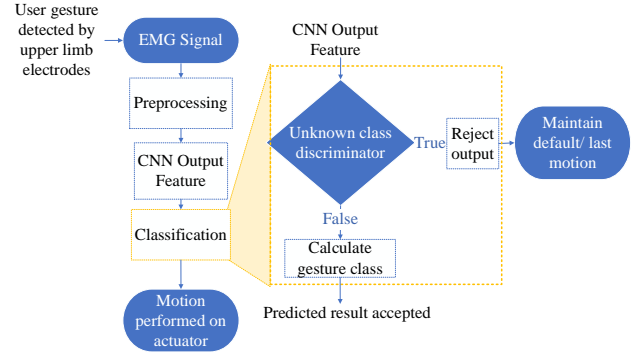 User gesture
detected by
upper limb
electrodes
EMG Signal
Preprocessing
CNN Output
Feature
Classification
Motion
performed on
actuator
CNN Output
Feature
Unknown class
discriminator
True
Reject
output
Maintain
default/ last
motion
False
Calculate
gesture class
Predicted result accepted